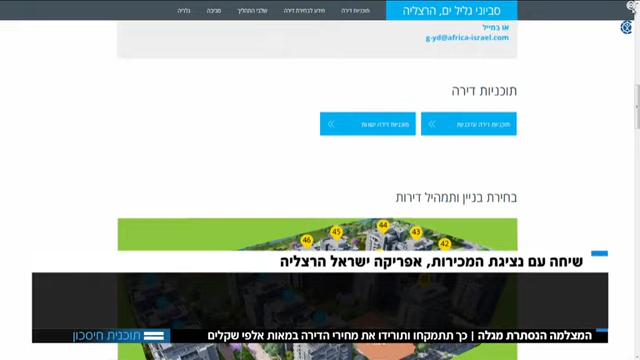 סביוני גליל ים, הרצליה
תוכניות דירה
מידע לבחירת דירה
שלבי התהליך
סביבה
גלריה
או במייל
g-yd@africa-israel.com
תוכניות דירה
תוכניות דירה עדכניות
תוכניות דירה ישנות
בחירת בניין ותמהיל דירות
46
45
44
43
42
שיחה עם נציגת המכירות, אפריקה ישראל הרצליה
המצלמה הנסתרת מגלה | כך תתמקחו ותורידו את מחירי הדירה במאות אלפי שקלים
תוכנית חיסכון